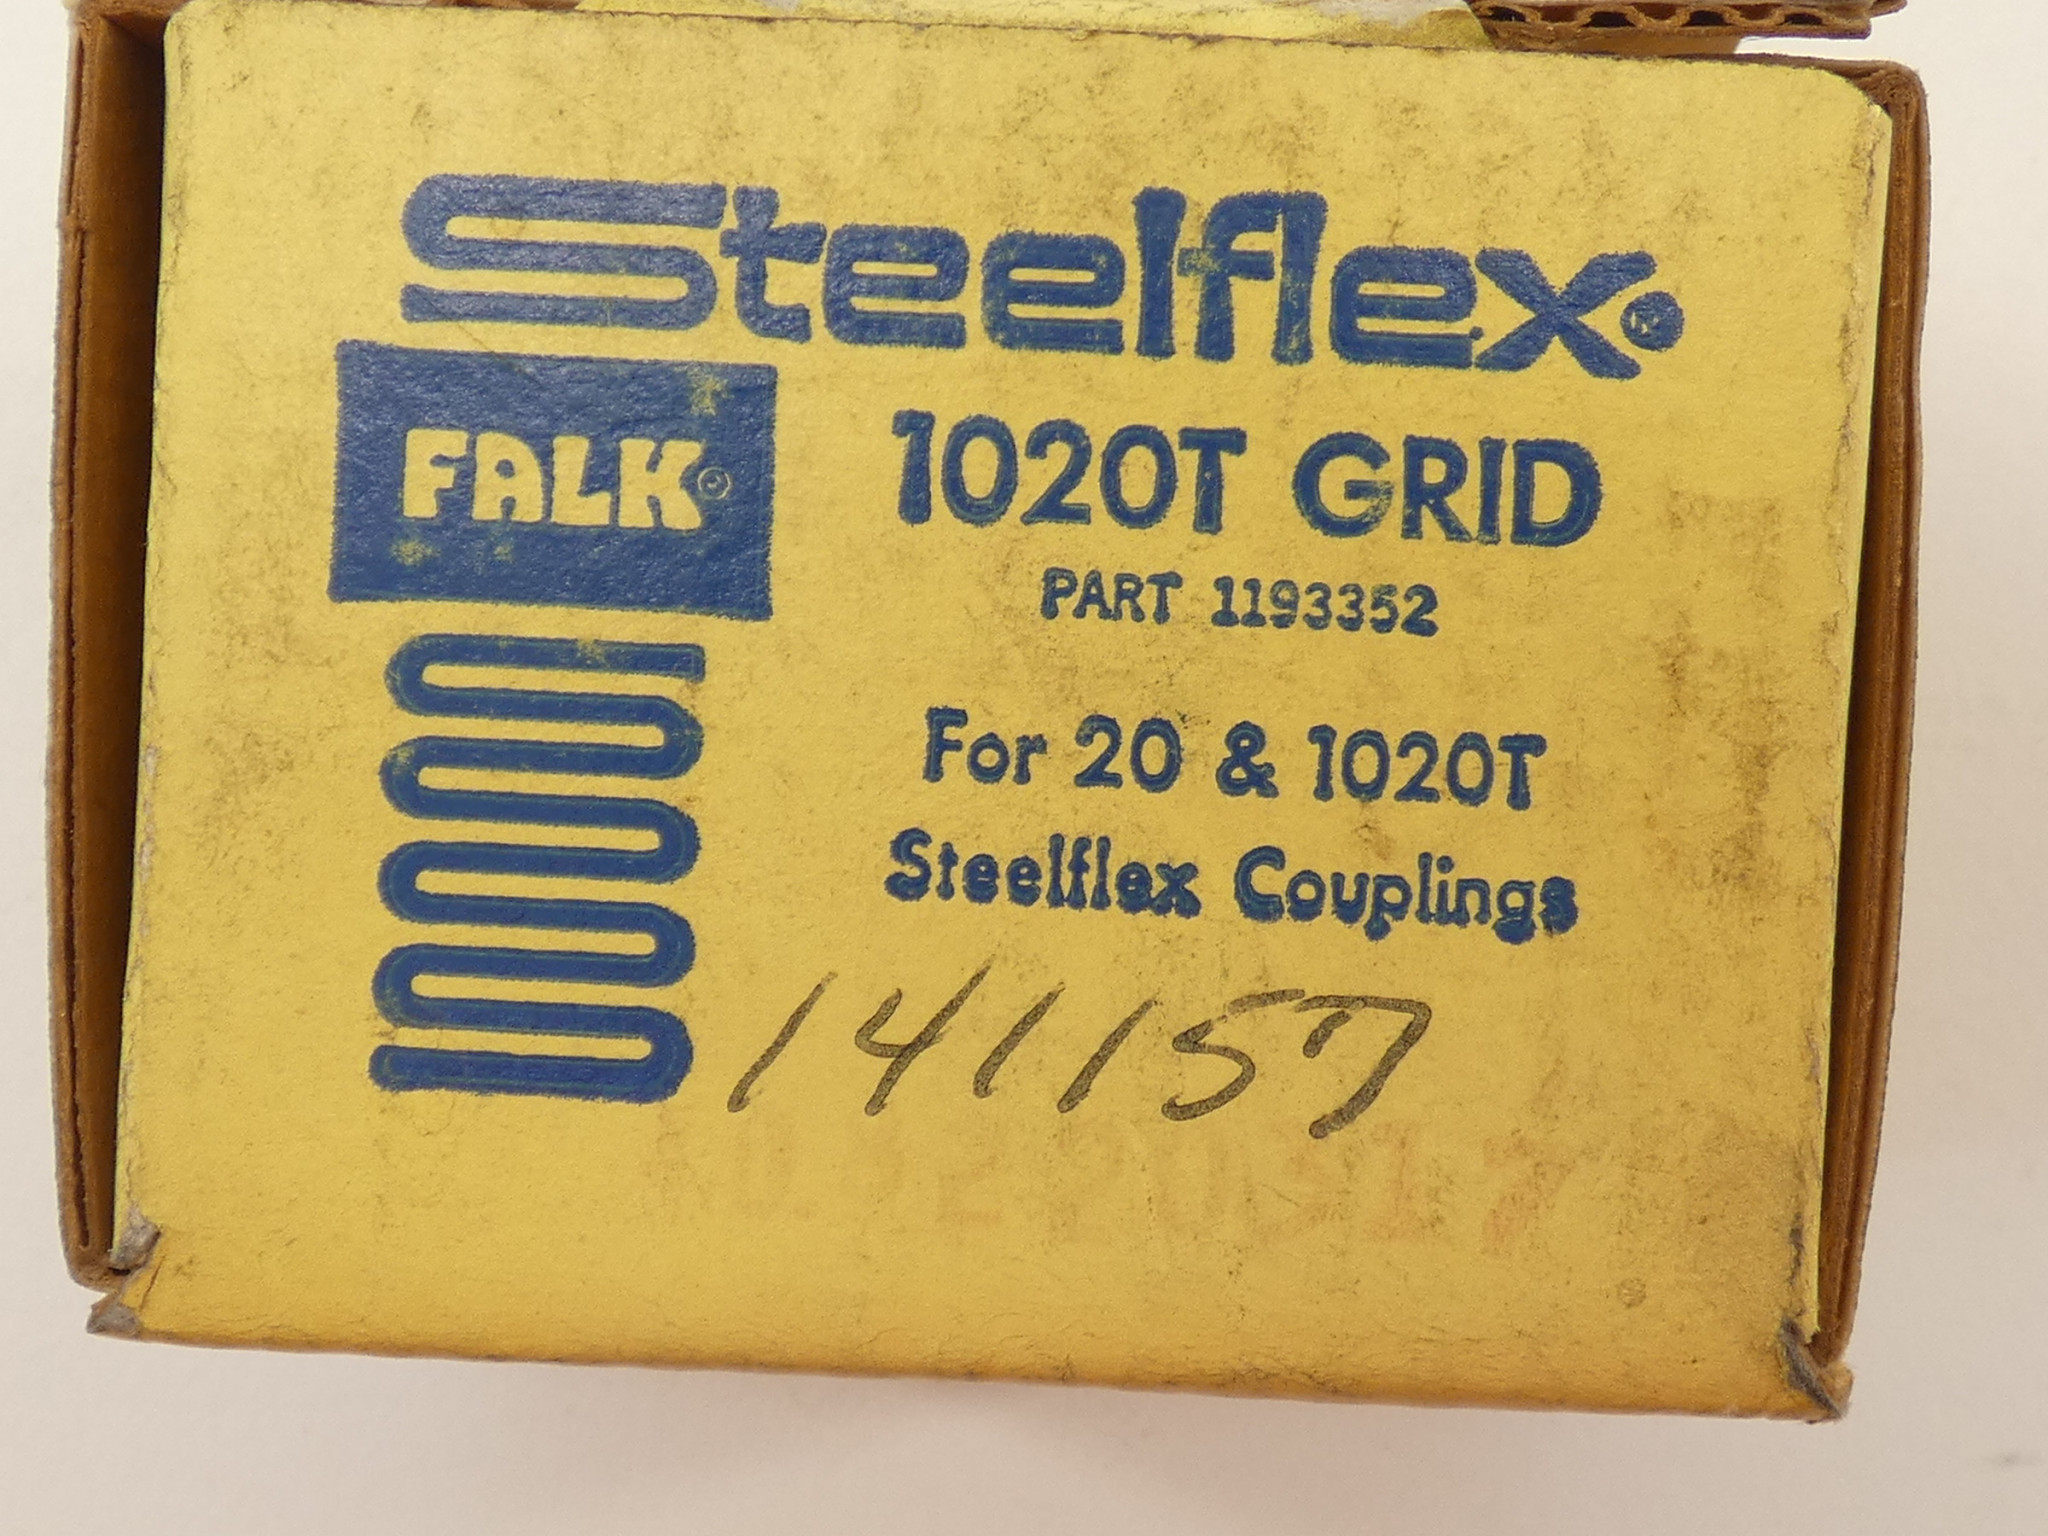 Steelflex®
FALK®
1020T GRID
PART 1193352
For 20 & 1020T
Steelflex Couplings
141157